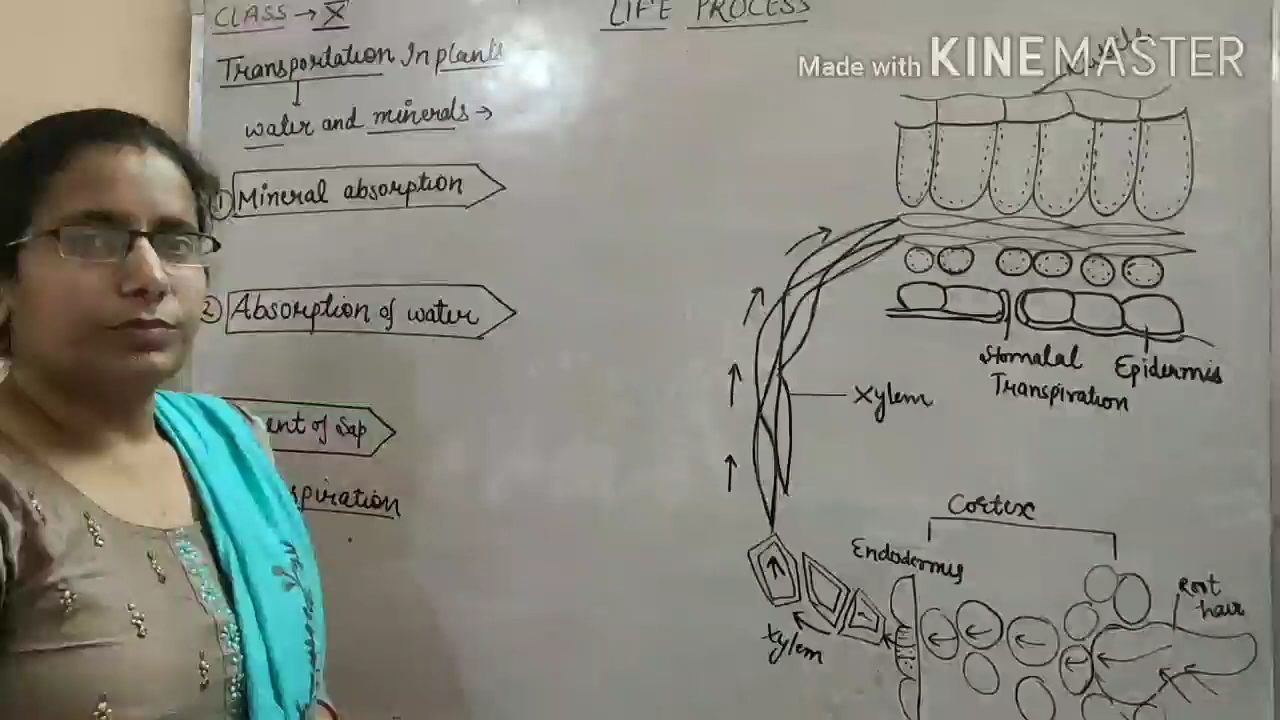 CLASS → X
LIFE PROCESS
Made with KINEMASTER
Transportation In plants
water and minerals →
① Mineral absorption
2) Absorption of water
ent of Sap
spiration
Stomatal
Transpiration
Epidermis
Xylem
Cortex
Endodermis
Root
hair
Xylem